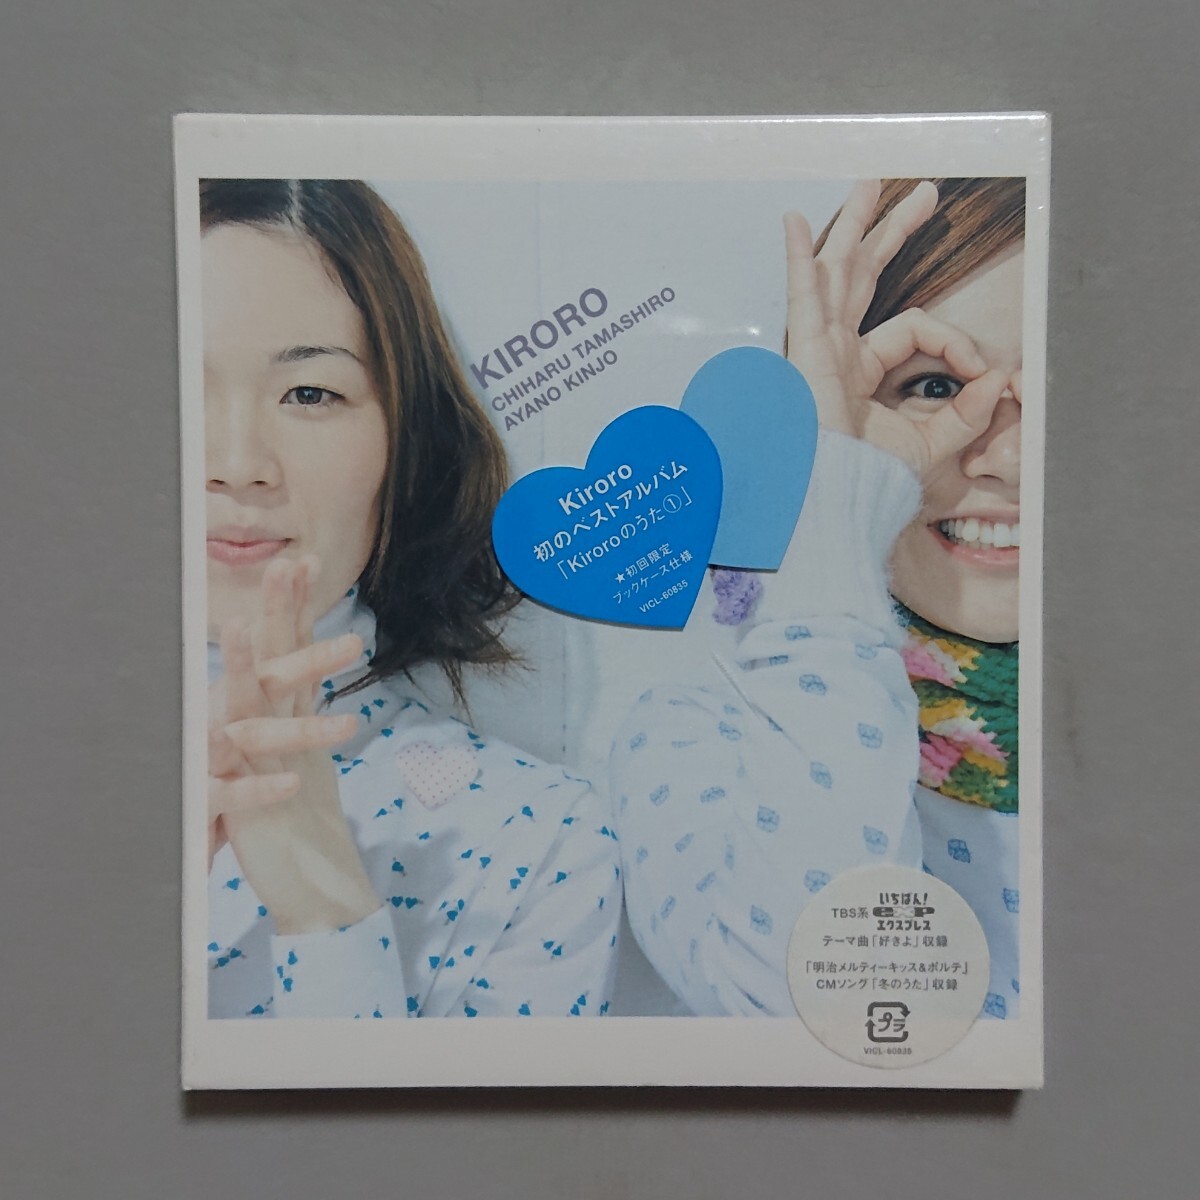 KIRORO
CHIHARU TAMASHIRO
AYANO KINJO
Kiroro
初のベストアルバム
「Kiroroのうた①」
★初回限定
ブックケース仕様
VICL-60835
いちばん!
TBS系 exp
エクスプレス
テーマ曲「好きよ」収録
「明治メルティーキッス&ポルテ」
CMソング「冬のうた」収録
プラ
VICL-60835